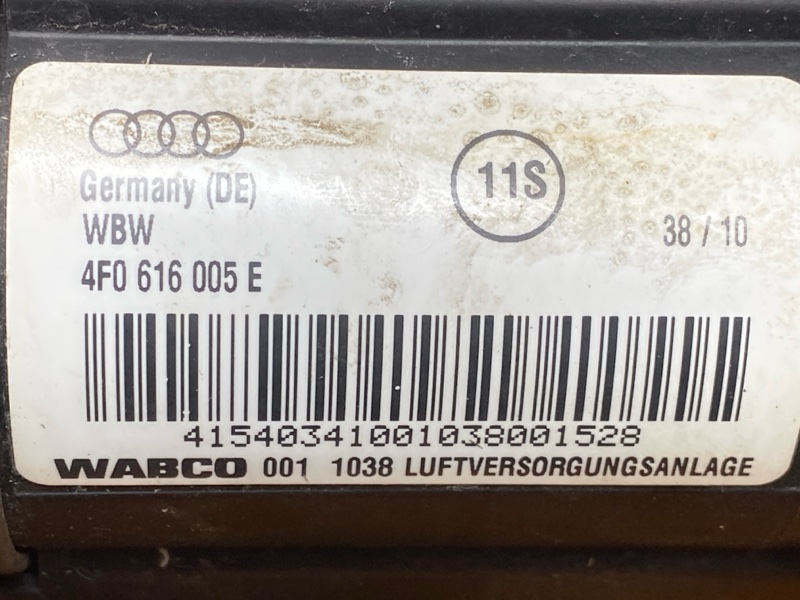 Germany (DE)
11S
WBW
38 / 10
4F0 616 005 E
41540341001038001528
WABCO 001 1038 LUFTVERSORGUNGSANLAGE